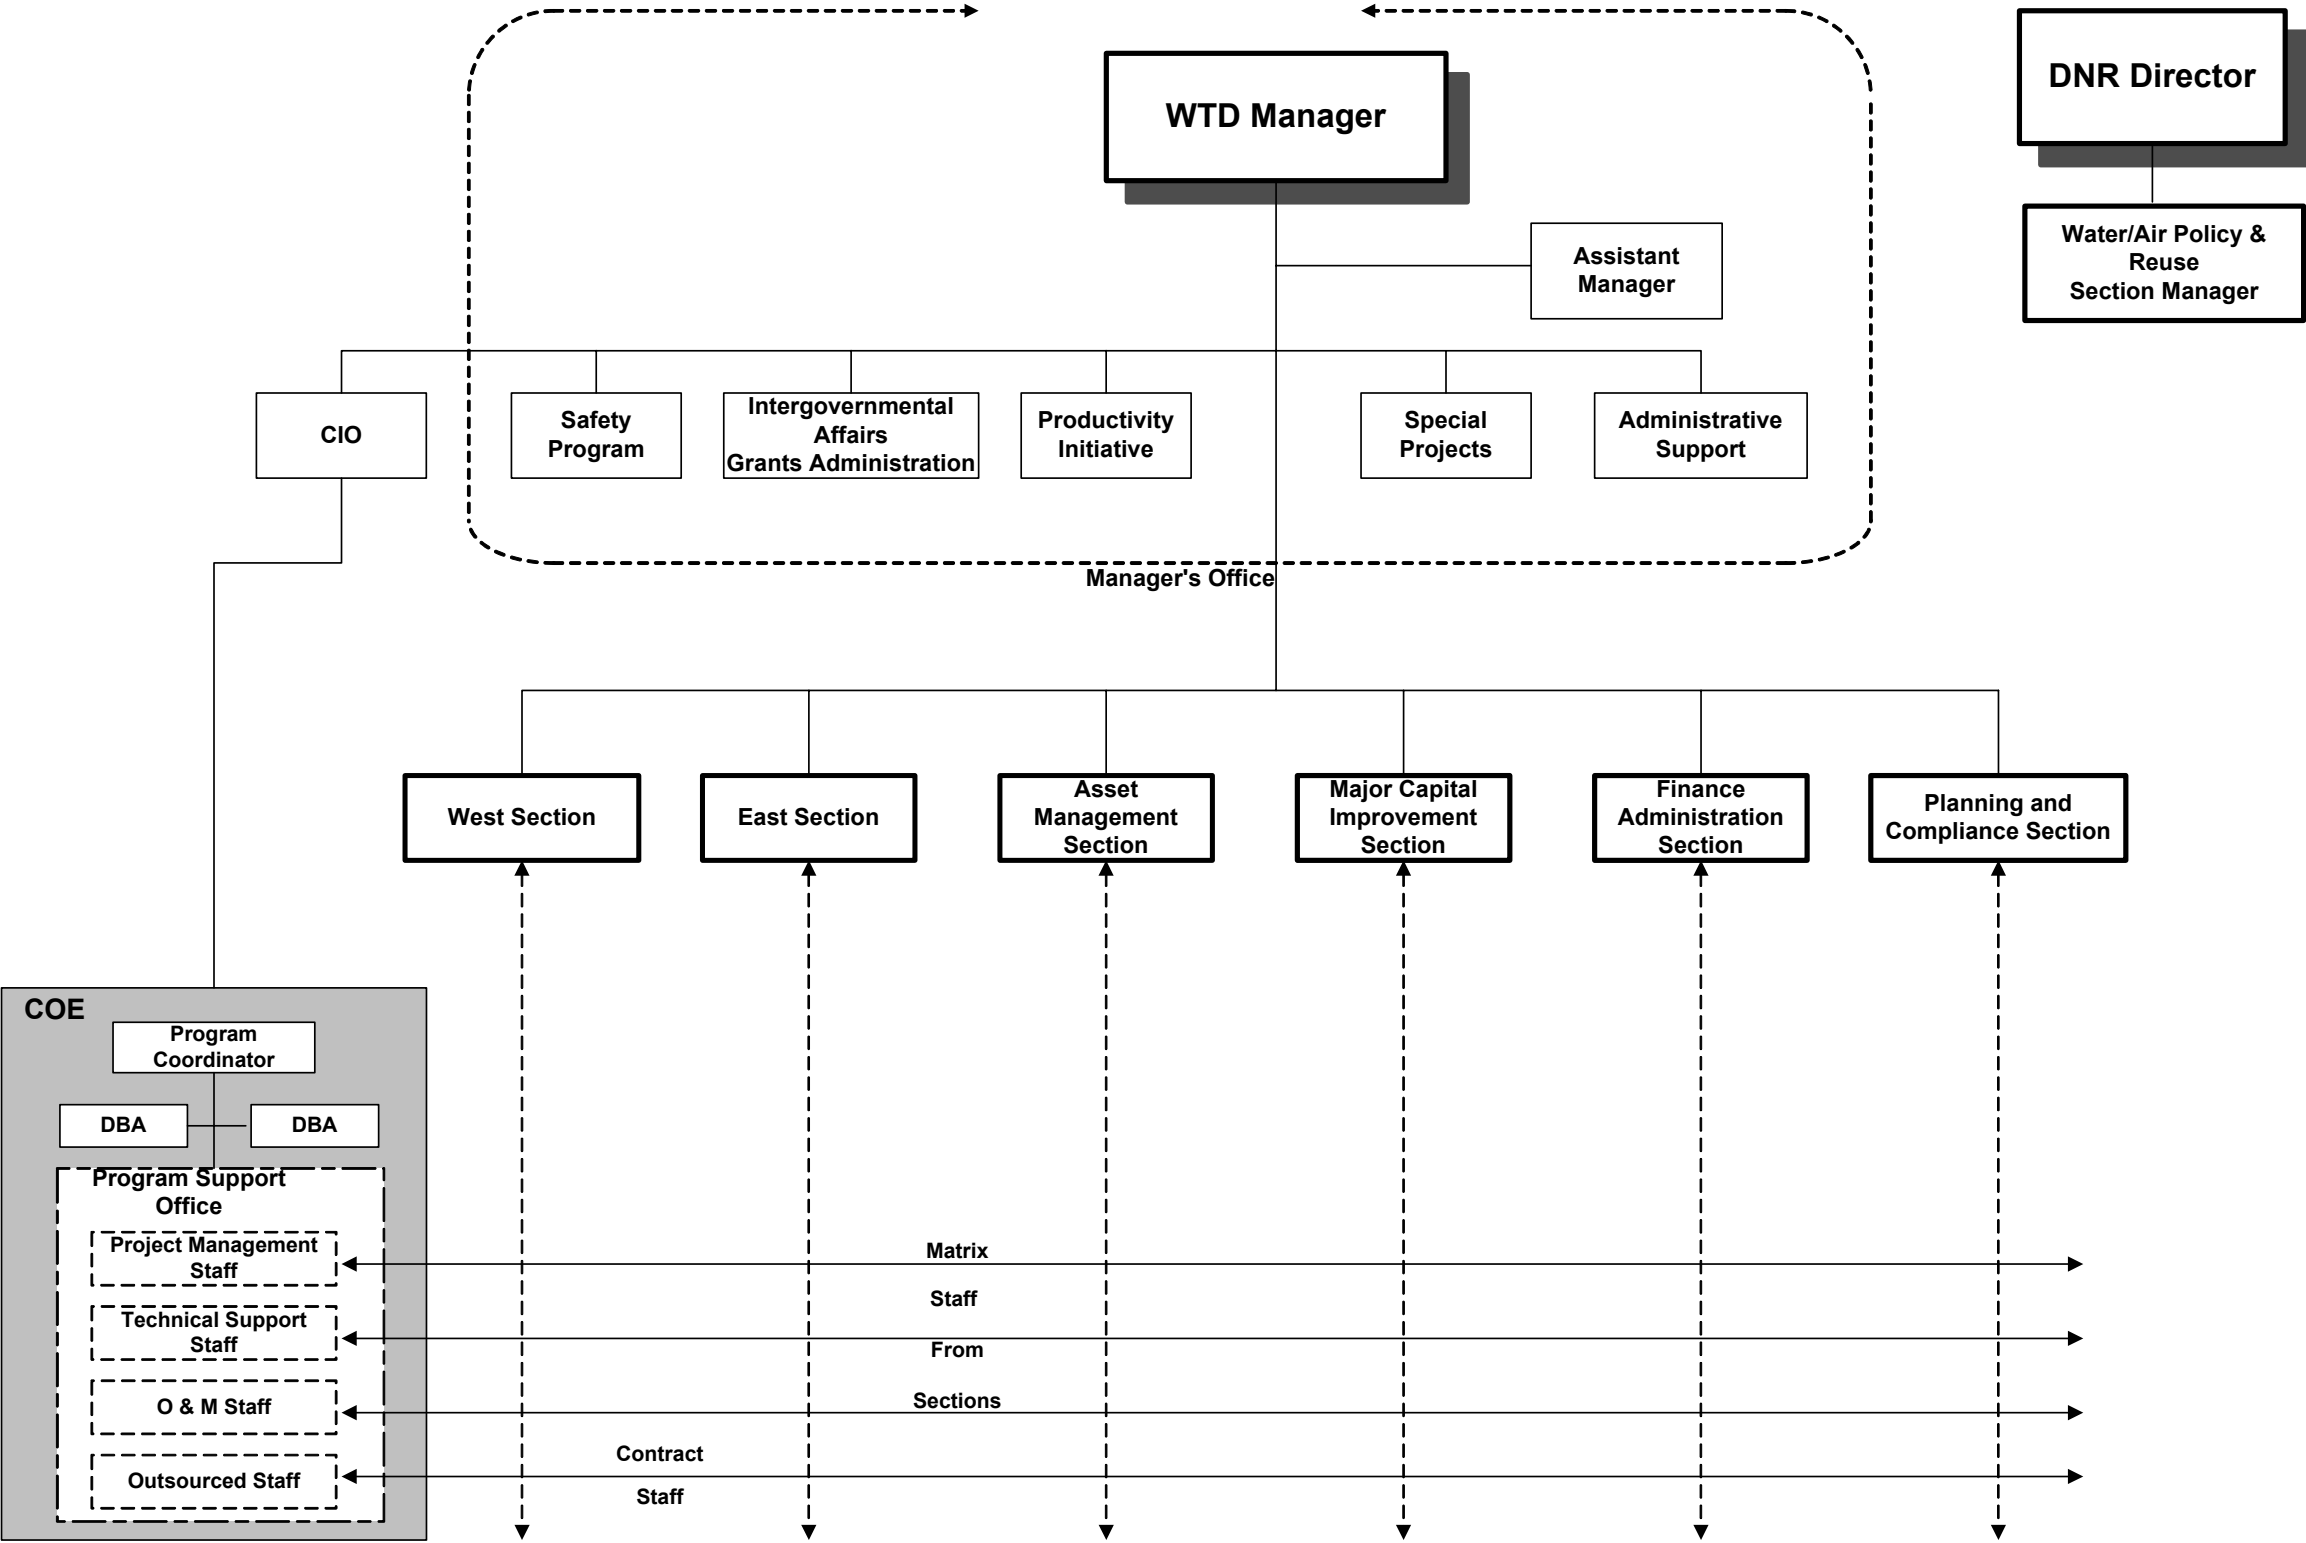 DNR Director
WTD Manager
Water/Air Policy &
Reuse
Section Manager
Assistant
Manager
CIO
Safety
Program
Intergovernmental
Affairs
Grants Administration
Productivity
Initiative
Special
Projects
Administrative
Support
Manager's Office
West Section
East Section
Asset
Management
Section
Major Capital
Improvement
Section
Finance
Administration
Section
Planning and
Compliance Section
COE
Program
Coordinator
DBA
DBA
Program Support
Office
Project Management
Staff
Technical Support
Staff
O & M Staff
Outsourced Staff
Matrix
Staff
From
Sections
Contract
Staff